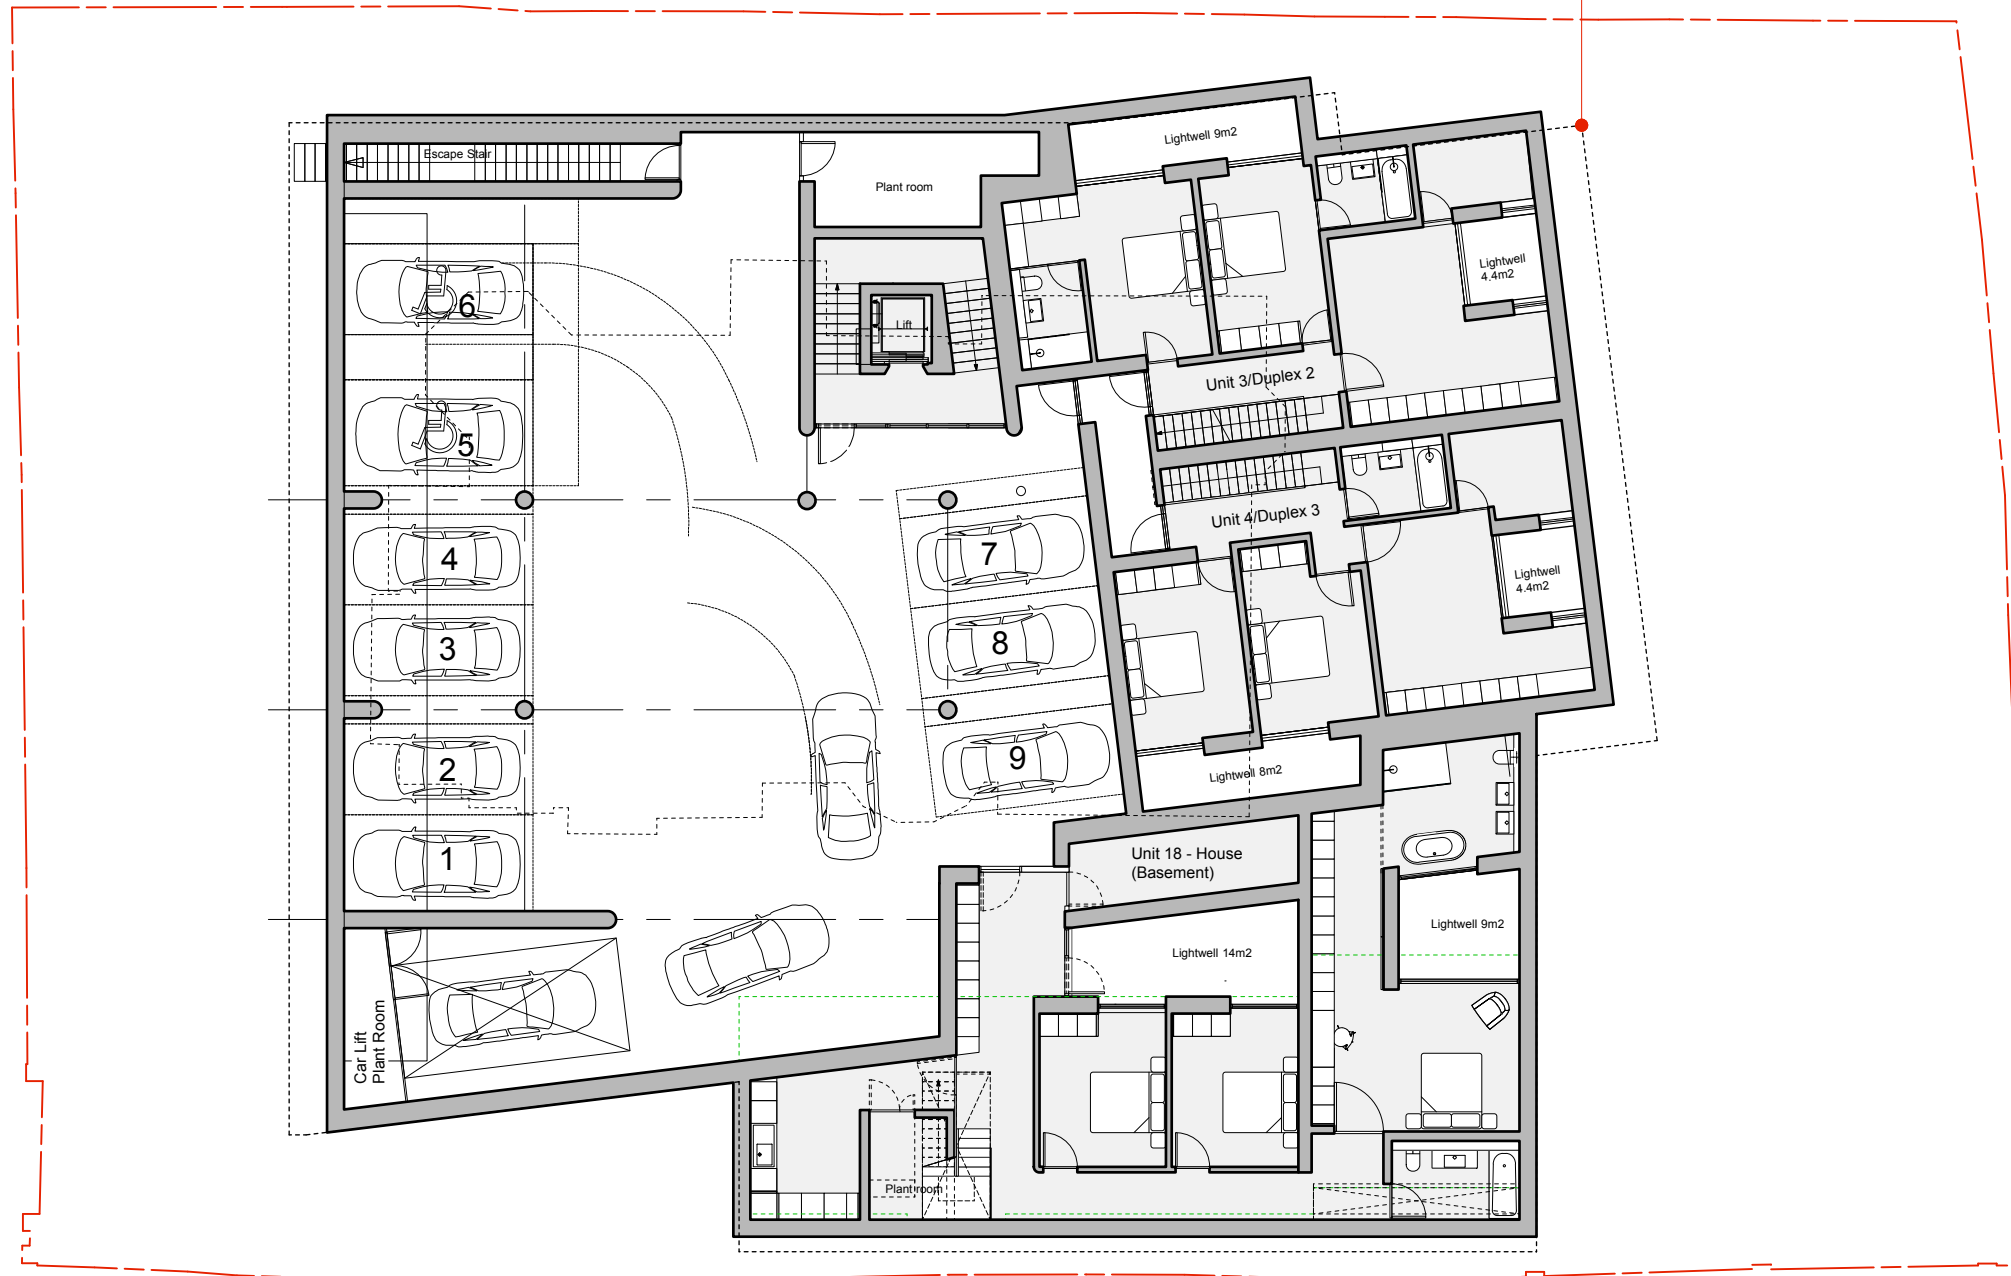 Escape Stair
Plant room
Lightwell 9m2
Lightwell
4.4m2
Lift
6
5
Unit 3/Duplex 2
4
3
2
1
7
8
9
Unit 4/Duplex 3
Lightwell
4.4m2
Lightwell 8m2
Unit 18 - House
(Basement)
Lightwell 9m2
Lightwell 14m2
Car Lift
Plant Room
Plant room